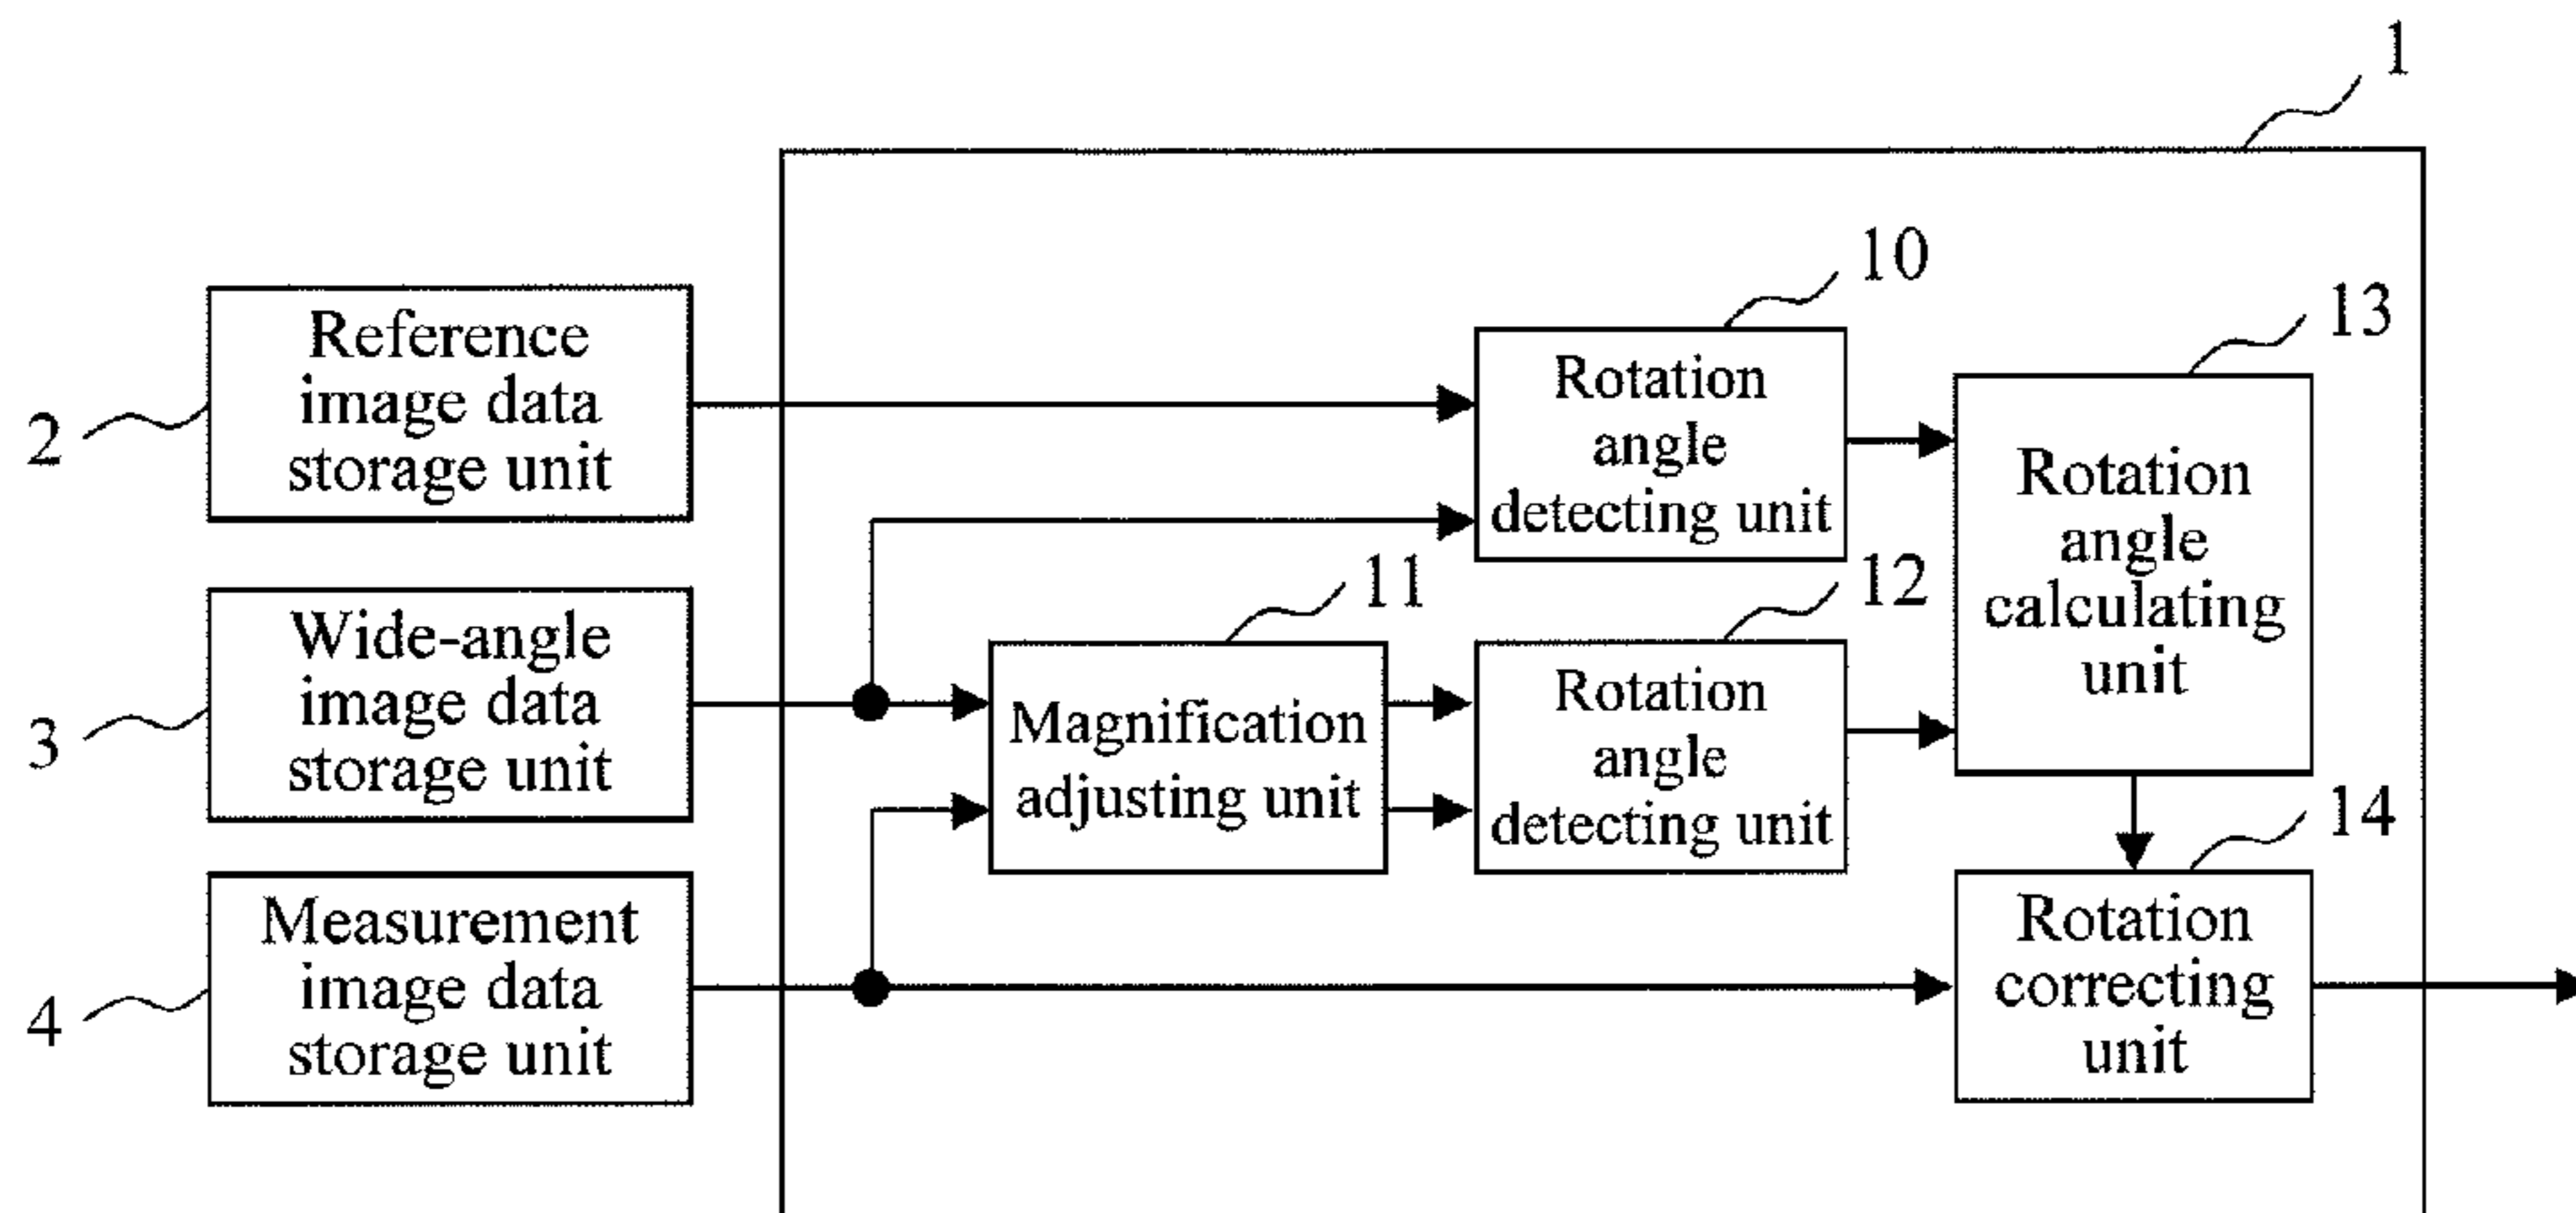 1
10
13
Reference
image data
storage unit
2
Rotation
angle
detecting unit
Rotation
angle
calculating
unit
11
12
Wide-angle
image data
storage unit
3
Magnification
adjusting unit
Rotation
angle
detecting unit
14
Measurement
image data
storage unit
4
Rotation
correcting
unit